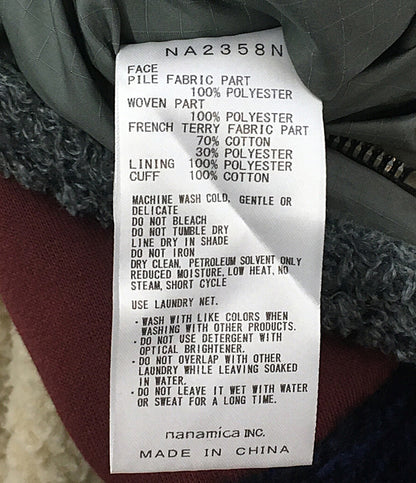 NA2358N
FACE
PILE FABRIC PART
100% POLYESTER
WOVEN PART
100% POLYESTER
FRENCH TERRY FABRIC PART
70% COTTON
30% POLYESTER
LINING 100% POLYESTER
CUFF 100% COTTON
MACHINE WASH COLD, GENTLE OR
DELICATE
DO NOT BLEACH
DO NOT TUMBLE DRY
LINE DRY IN SHADE
DO NOT IRON
DRY CLEAN, PETROLEUM SOLVENT ONLY
REDUCED MOISTURE, LOW HEAT, NO
STEAM, SHORT CYCLE
USE LAUNDRY NET.
・WASH WITH LIKE COLORS WHEN
WASHING WITH OTHER PRODUCTS.
・DO NOT USE DETERGENT WITH
OPTICAL BRIGHTENER.
・DO NOT OVERLAP WITH OTHER
LAUNDRY WHILE LEAVING SOAKED
IN WATER.
・DO NOT LEAVE IT WET WITH WATER
OR SWEAT FOR A LONG TIME.
nanamica INC.
MADE IN CHINA